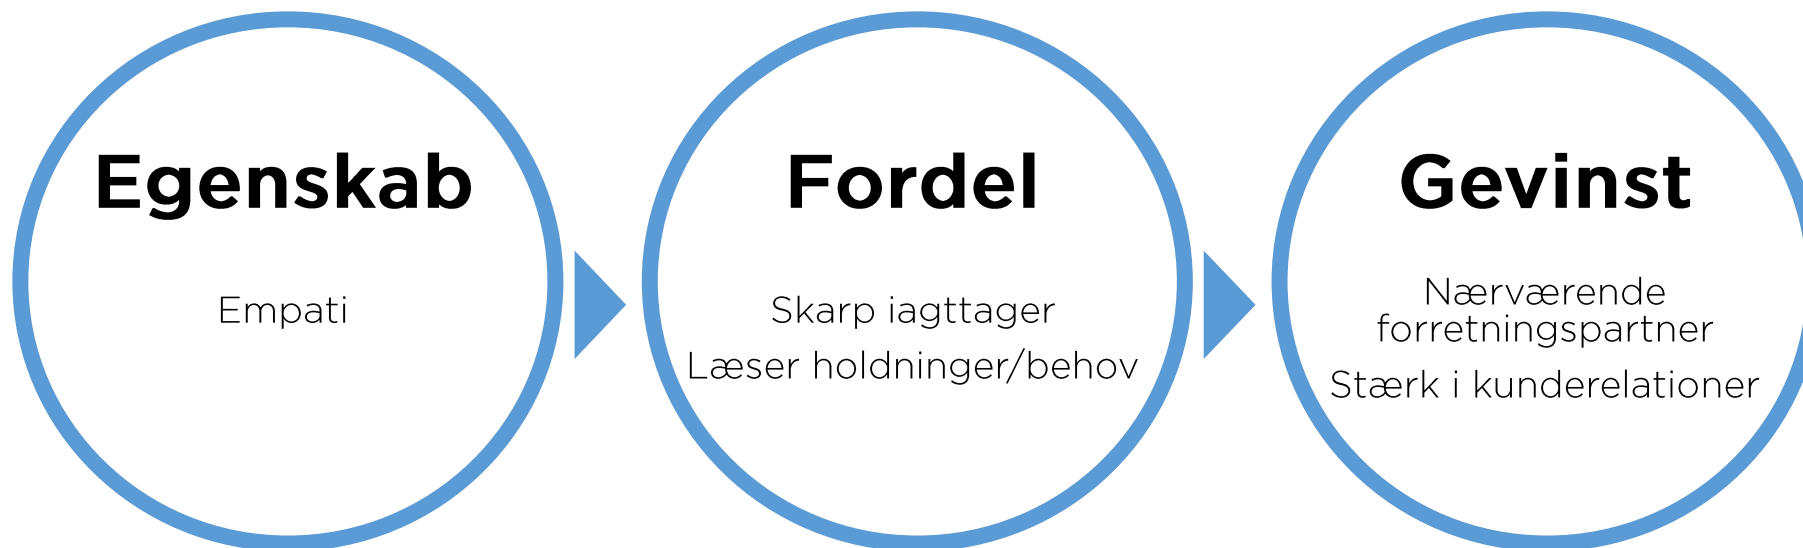 Egenskab
Empati
Fordel
Skarp iagttager
Læser holdninger/behov
Gevinst
Nærværende
forretningspartner
Stærk i kunderelationer